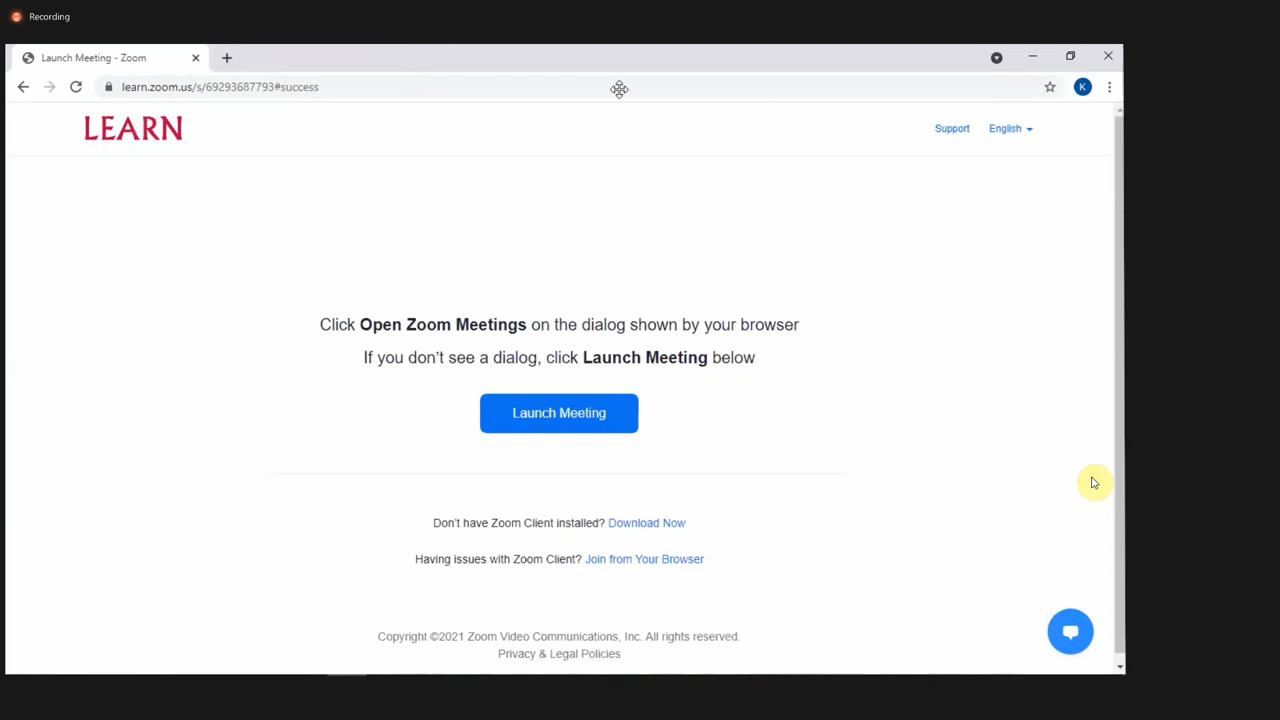 Recording
Launch Meeting - Zoom
learn.zoom.us/s/69293687793#success
K
LEARN
Support
English
Click Open Zoom Meetings on the dialog shown by your browser
If you don’t see a dialog, click Launch Meeting below
Launch Meeting
Don’t have Zoom Client installed? Download Now
Having issues with Zoom Client? Join from Your Browser
Copyright ©2021 Zoom Video Communications, Inc. All rights reserved.
Privacy & Legal Policies